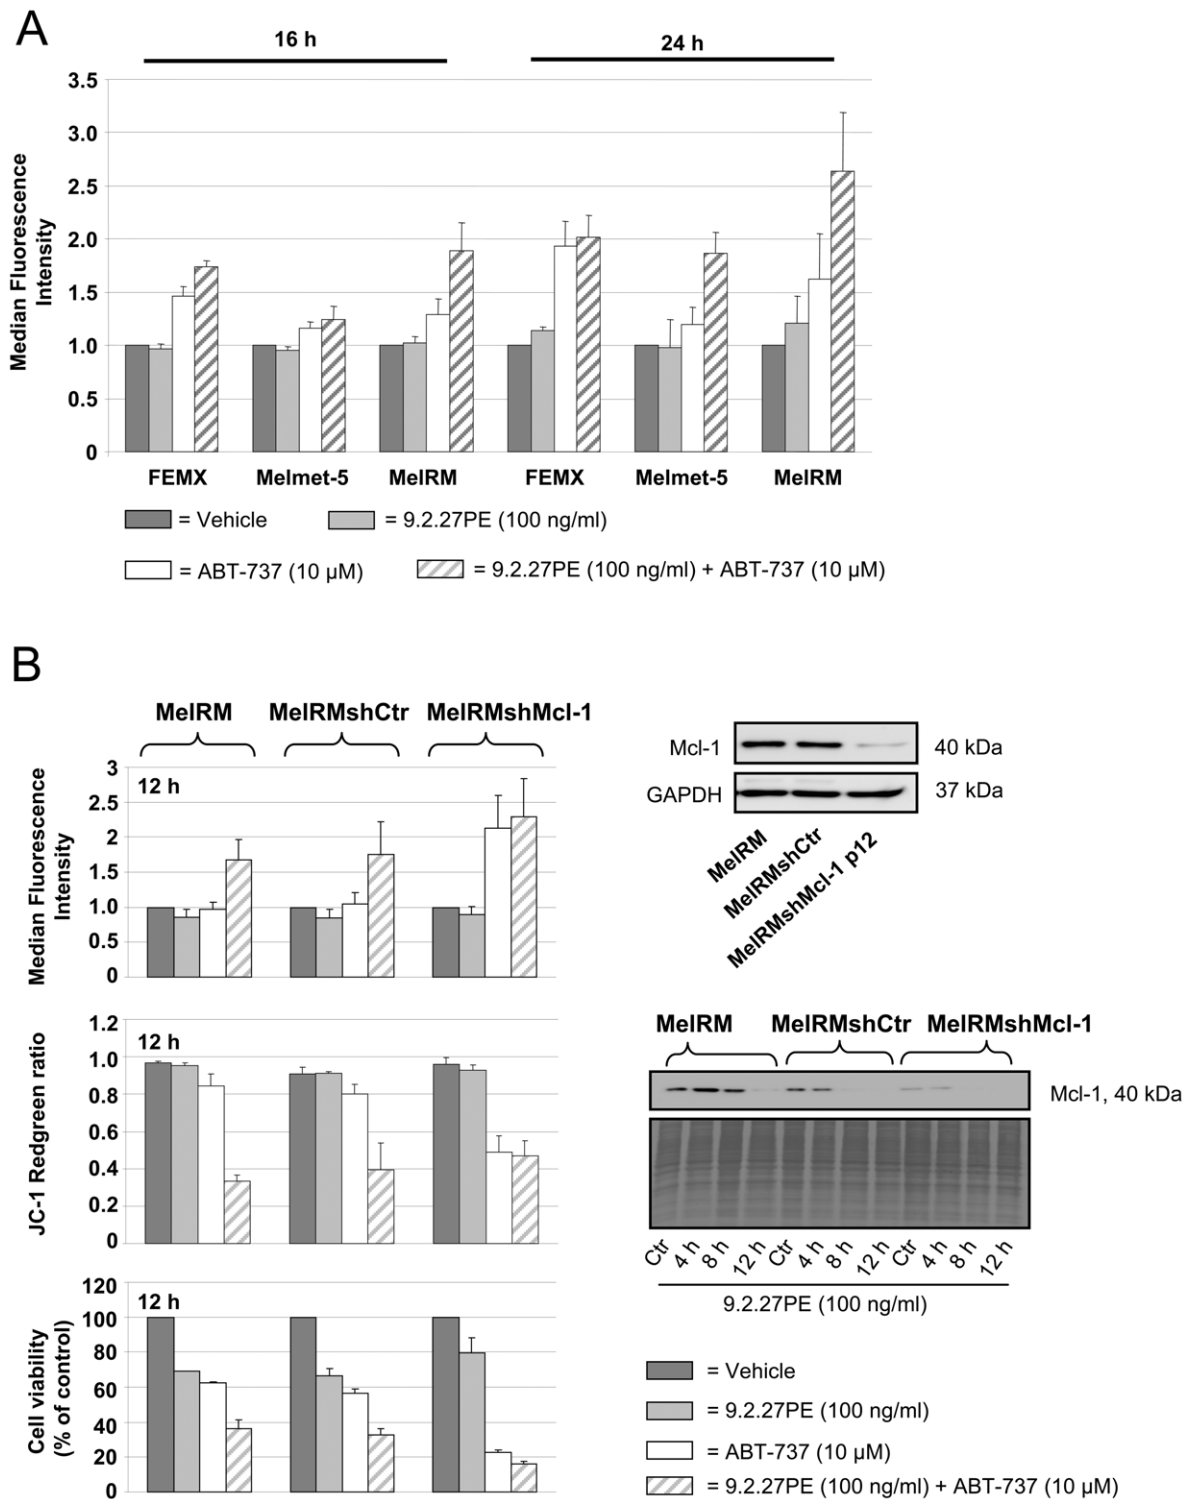 A
16 h
24 h
Median Fluorescence
Intensity
3.5
3.0
2.5
2.0
1.5
1.0
0.5
0
FEMX
Melmet-5
MelRM
FEMX
Melmet-5
MelRM
= Vehicle
= 9.2.27PE (100 ng/ml)
= ABT-737 (10 µM)
= 9.2.27PE (100 ng/ml) + ABT-737 (10 µM)
B
MelRM
MelRMshCtr
MelRMshMcl-1
12 h
Median Fluorescence
Intensity
3
2.5
2
1.5
1.0
0.5
0
12 h
JC-1 Redgreen ratio
1.2
1.0
0.8
0.6
0.4
0.2
0
12 h
Cell viability
(% of control)
120
100
80
60
40
20
0
Mcl-1
40 kDa
GAPDH
37 kDa
MelRM
MelRMshCtr
MelRMshMcl-1 p12
MelRM
MelRMshCtr
MelRMshMcl-1
Mcl-1, 40 kDa
Ctr
4 h
8 h
12 h
Ctr
4 h
8 h
12 h
Ctr
4 h
8 h
12 h
9.2.27PE (100 ng/ml)
= Vehicle
= 9.2.27PE (100 ng/ml)
= ABT-737 (10 µM)
= 9.2.27PE (100 ng/ml) + ABT-737 (10 µM)